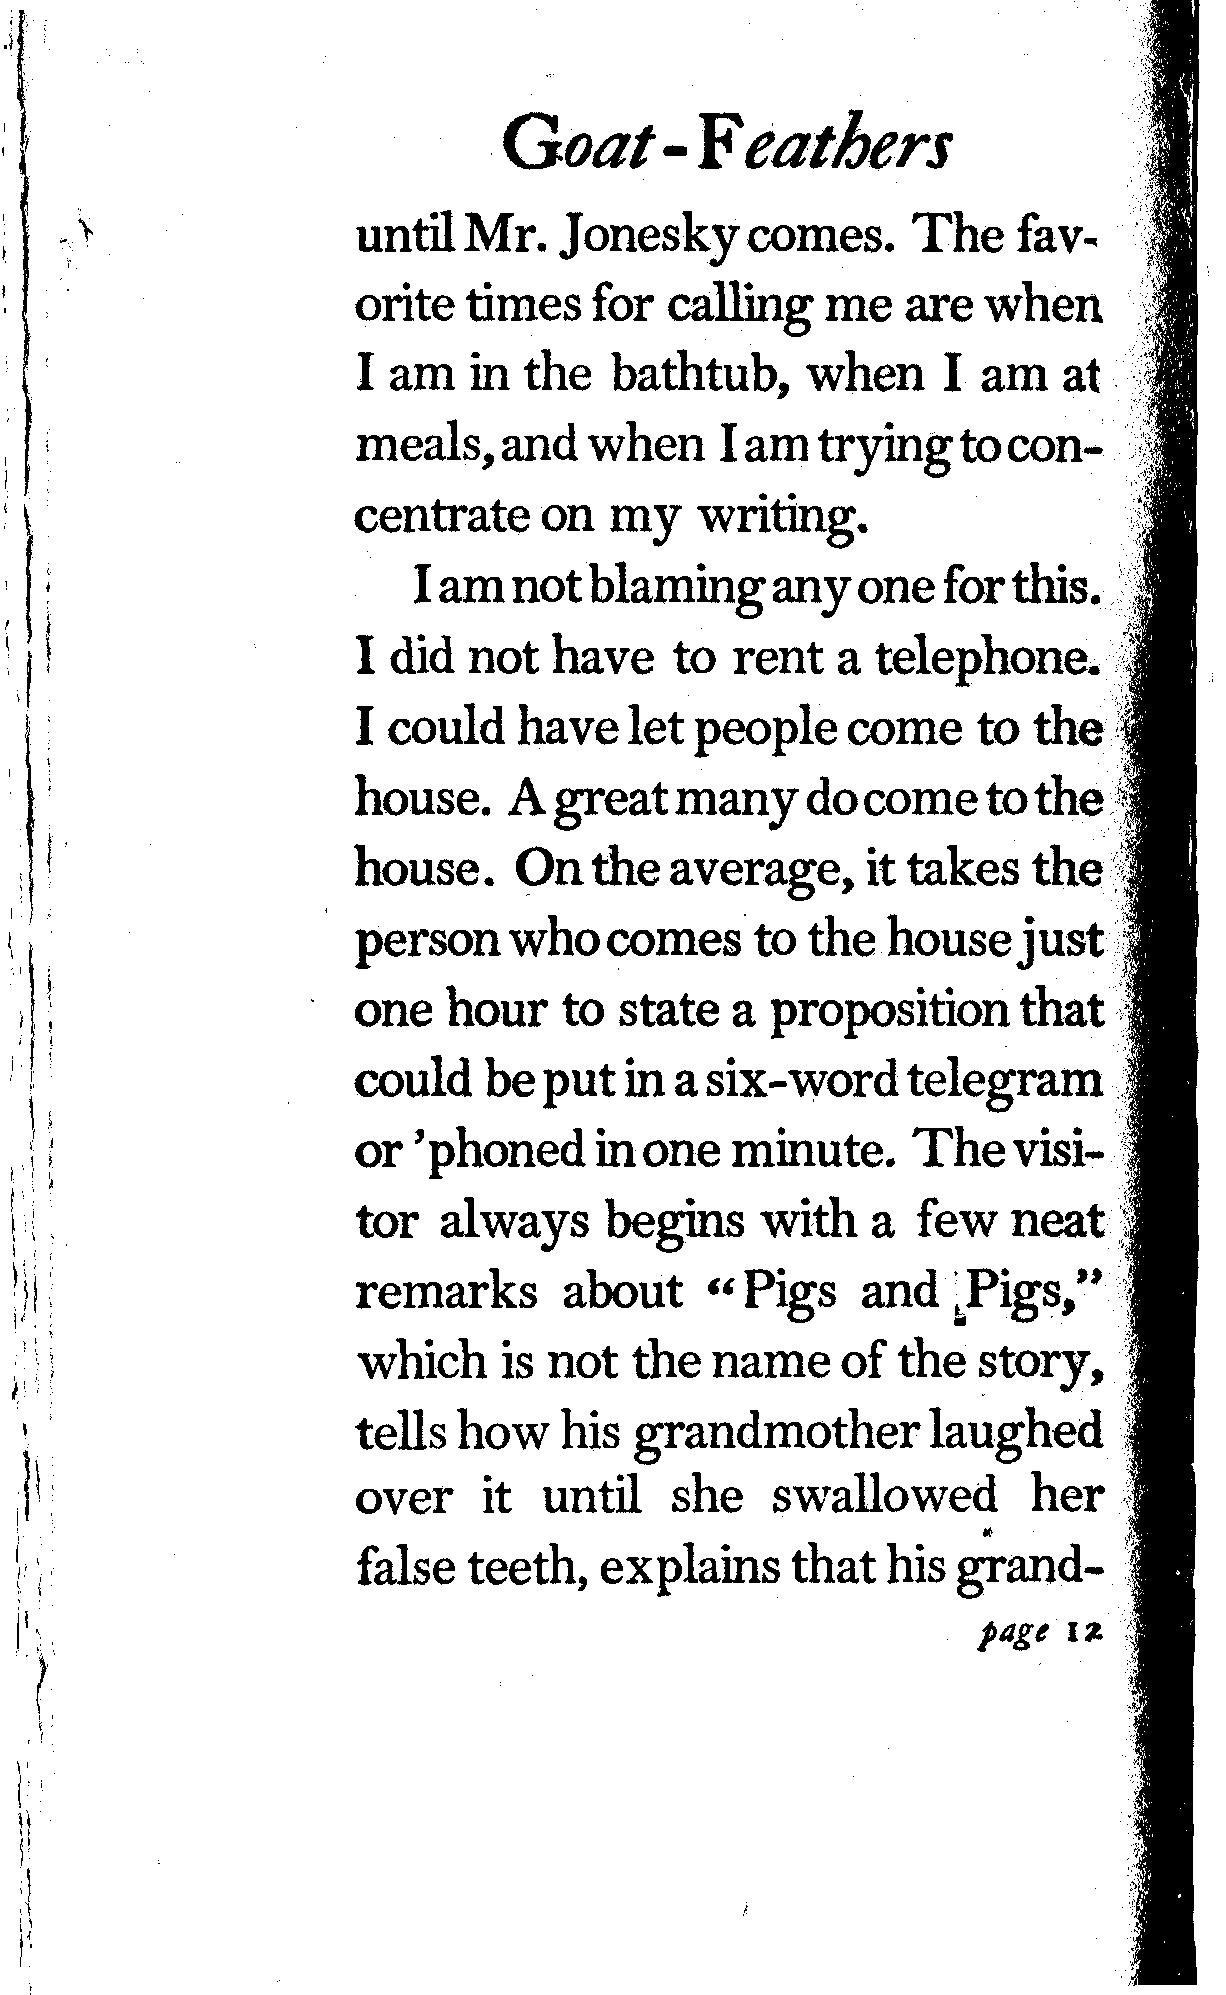 Goat-Feathers
until Mr. Jonesky comes. The fav-
orite times for calling me are when
I am in the bathtub, when I am at
meals, and when I am trying to con-
centrate on my writing.
I am not blaming any one for this.
I did not have to rent a telephone.
I could have let people come to the
house. A great many do come to the
house. On the average, it takes the
person who comes to the house just
one hour to state a proposition that
could be put in a six-word telegram
or 'phoned in one minute. The visi-
tor always begins with a few neat
remarks about “Pigs and Pigs,”
which is not the name of the story,
tells how his grandmother laughed
over it until she swallowed her
false teeth, explains that his grand-
page 12